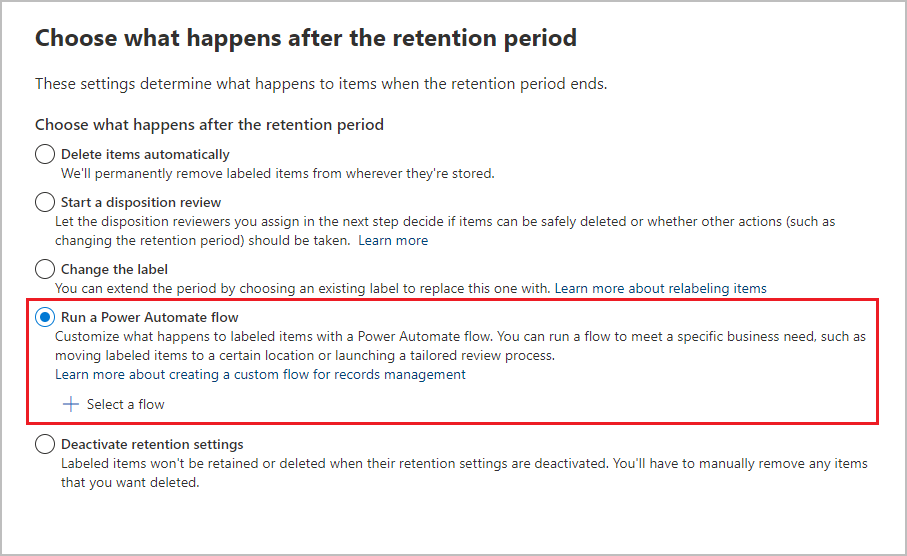 Choose what happens after the retention period
These settings determine what happens to items when the retention period ends.
Choose what happens after the retention period
Delete items automatically
We'll permanently remove labeled items from wherever they're stored.
Start a disposition review
Let the disposition reviewers you assign in the next step decide if items can be safely deleted or whether other actions (such as
changing the retention period) should be taken. Learn more
Change the label
You can extend the period by choosing an existing label to replace this one with. Learn more about relabeling items
Run a Power Automate flow
Customize what happens to labeled items with a Power Automate flow. You can run a flow to meet a specific business need, such as
moving labeled items to a certain location or launching a tailored review process.
Learn more about creating a custom flow for records management
Select a flow
Deactivate retention settings
Labeled items won't be retained or deleted when their retention settings are deactivated. You'll have to manually remove any items
that you want deleted.